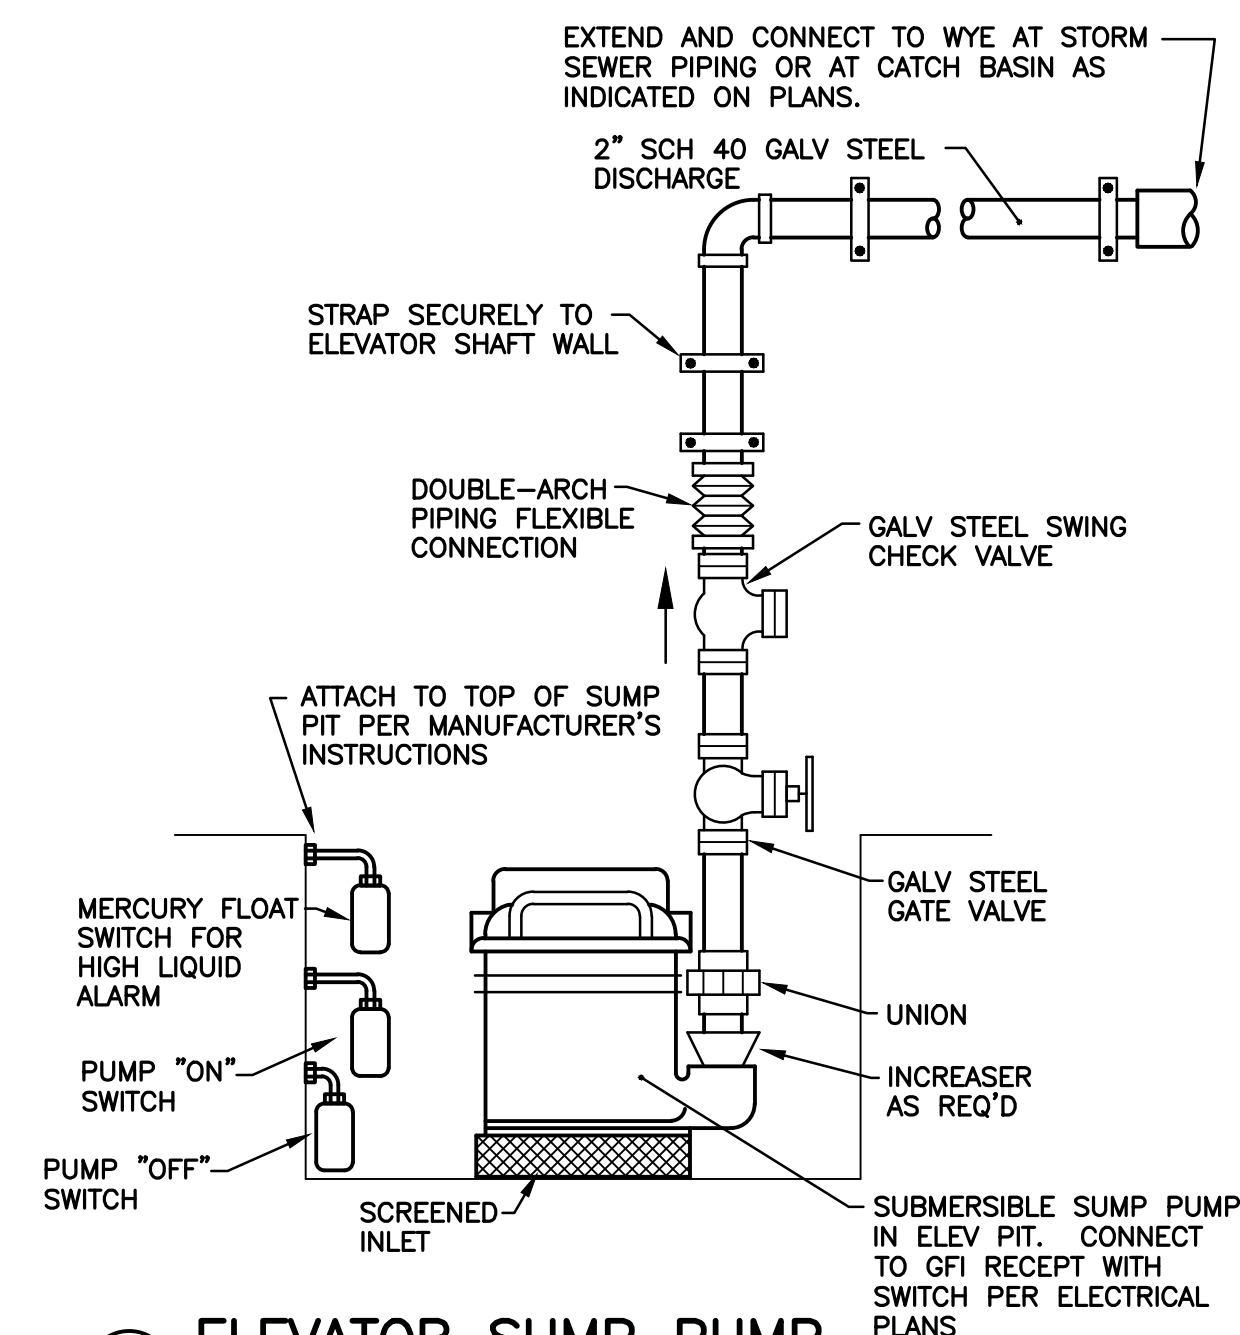 EXTEND AND CONNECT TO WYE AT STORM
SEWER PIPING OR AT CATCH BASIN AS
INDICATED ON PLANS.
2” SCH 40 GALV STEEL
DISCHARGE
STRAP SECURELY TO
ELEVATOR SHAFT WALL
DOUBLE-ARCH
PIPING FLEXIBLE
CONNECTION
GALV STEEL SWING
CHECK VALVE
ATTACH TO TOP OF SUMP
PIT PER MANUFACTURER'S
INSTRUCTIONS
MERCURY FLOAT
SWITCH FOR
HIGH LIQUID
ALARM
GALV STEEL
GATE VALVE
UNION
PUMP ”ON”
SWITCH
INCREASER
AS REQ'D
PUMP ”OFF”
SWITCH
SCREENED
INLET
SUBMERSIBLE SUMP PUMP
IN ELEV PIT. CONNECT
TO GFI RECEPT WITH
SWITCH PER ELECTRICAL
PLANS
ELEVATOR SUMP PUMP